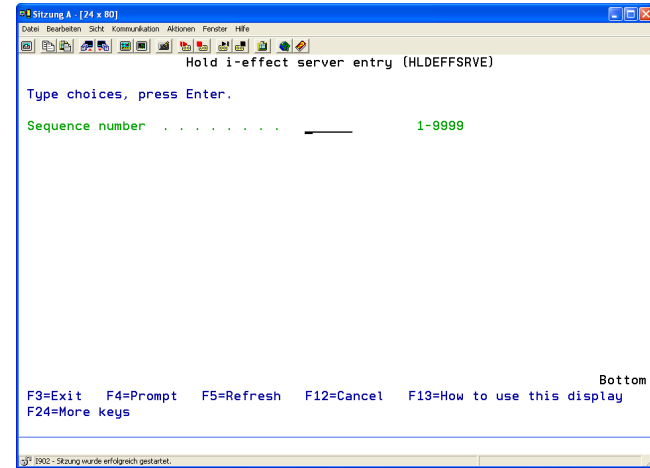 Sitzung A - [24 x 80]
Datei Bearbeiten Sicht Kommunikation Aktionen Fenster Hilfe
Hold i-effect server entry (HLDEFFSRVE)
Type choices, press Enter.
Sequence number . . . . . . . . 1-9999
Bottom
F3=Exit F4=Prompt F5=Refresh F12=Cancel F13=How to use this display
F24=More keys
I902 - Sitzung wurde erfolgreich gestartet.